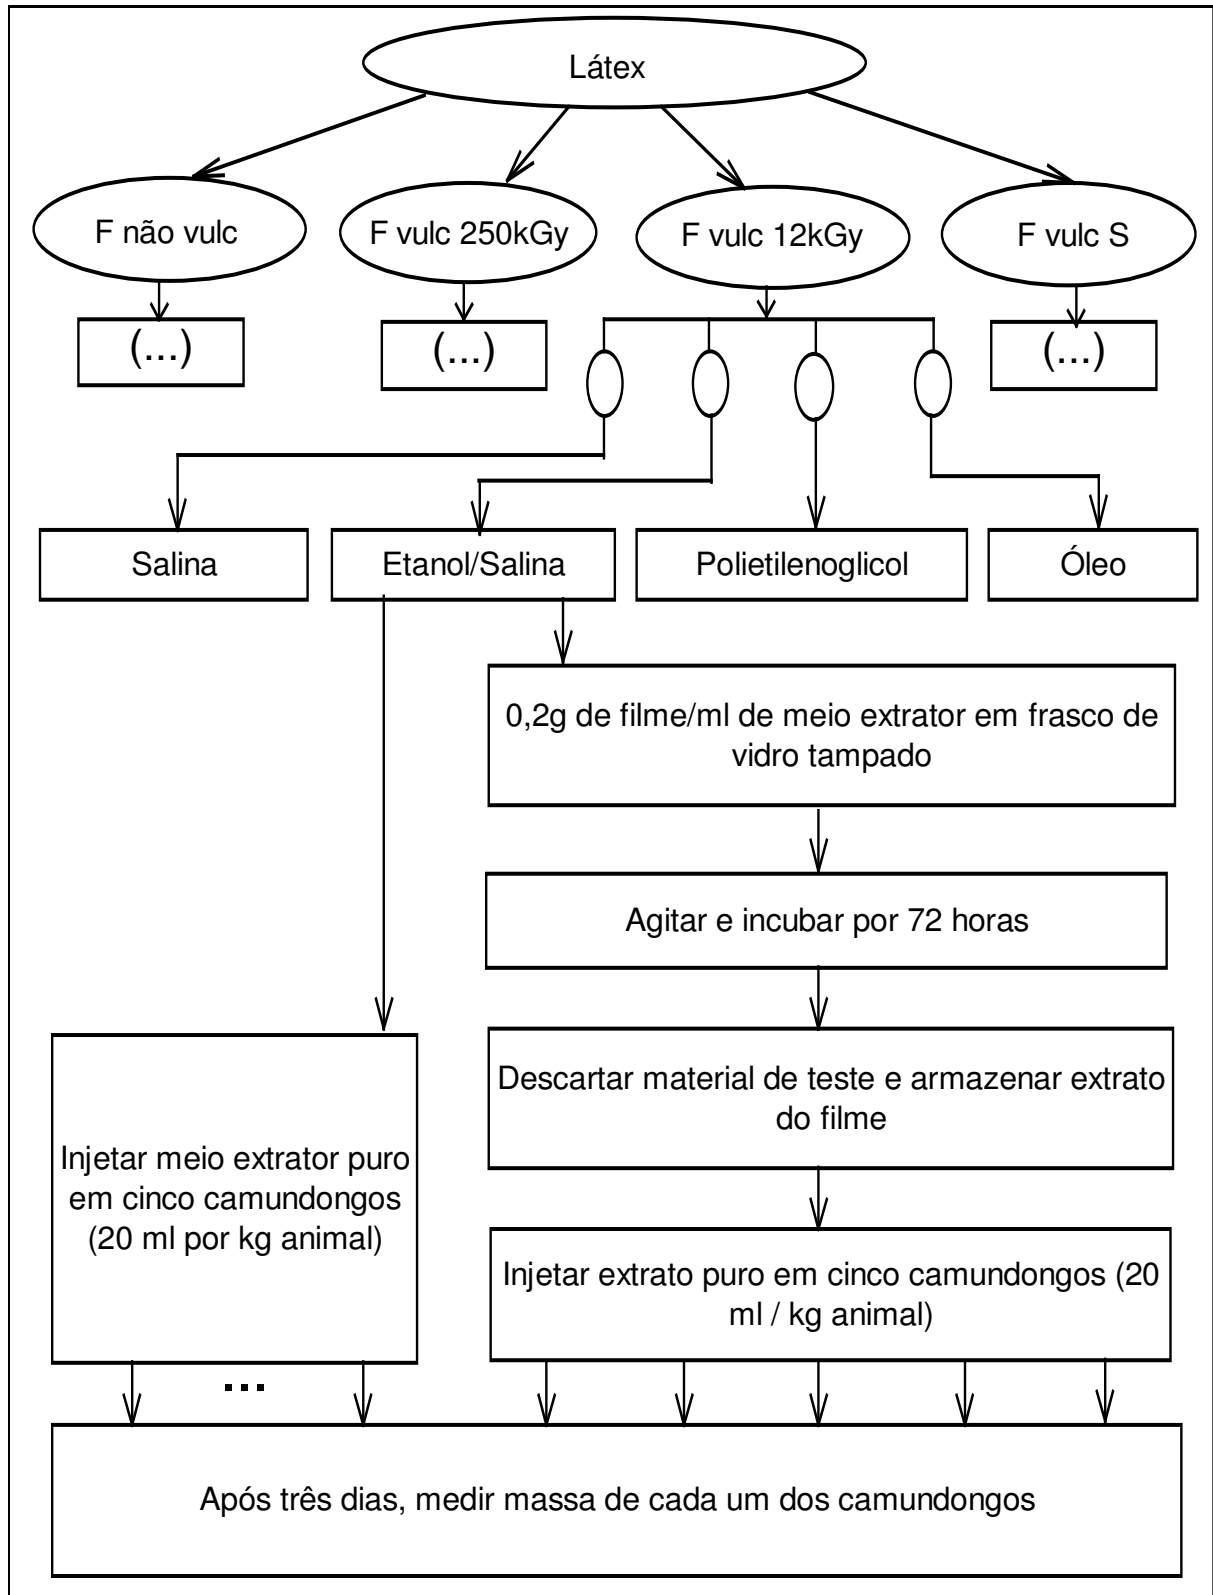 Látex
F não vulc
F vulc 250kGy
F vulc 12kGy
F vulc S
(...)
(...)
(...)
Salina
Etanol/Salina
Polietilenoglicol
Óleo
0,2g de filme/ml de meio extrator em frasco de
vidro tampado
Agitar e incubar por 72 horas
Descartar material de teste e armazenar extrato
do filme
Injetar meio extrator puro
em cinco camundongos
(20 ml por kg animal)
Injetar extrato puro em cinco camundongos (20
ml / kg animal)
...
Após três dias, medir massa de cada um dos camundongos